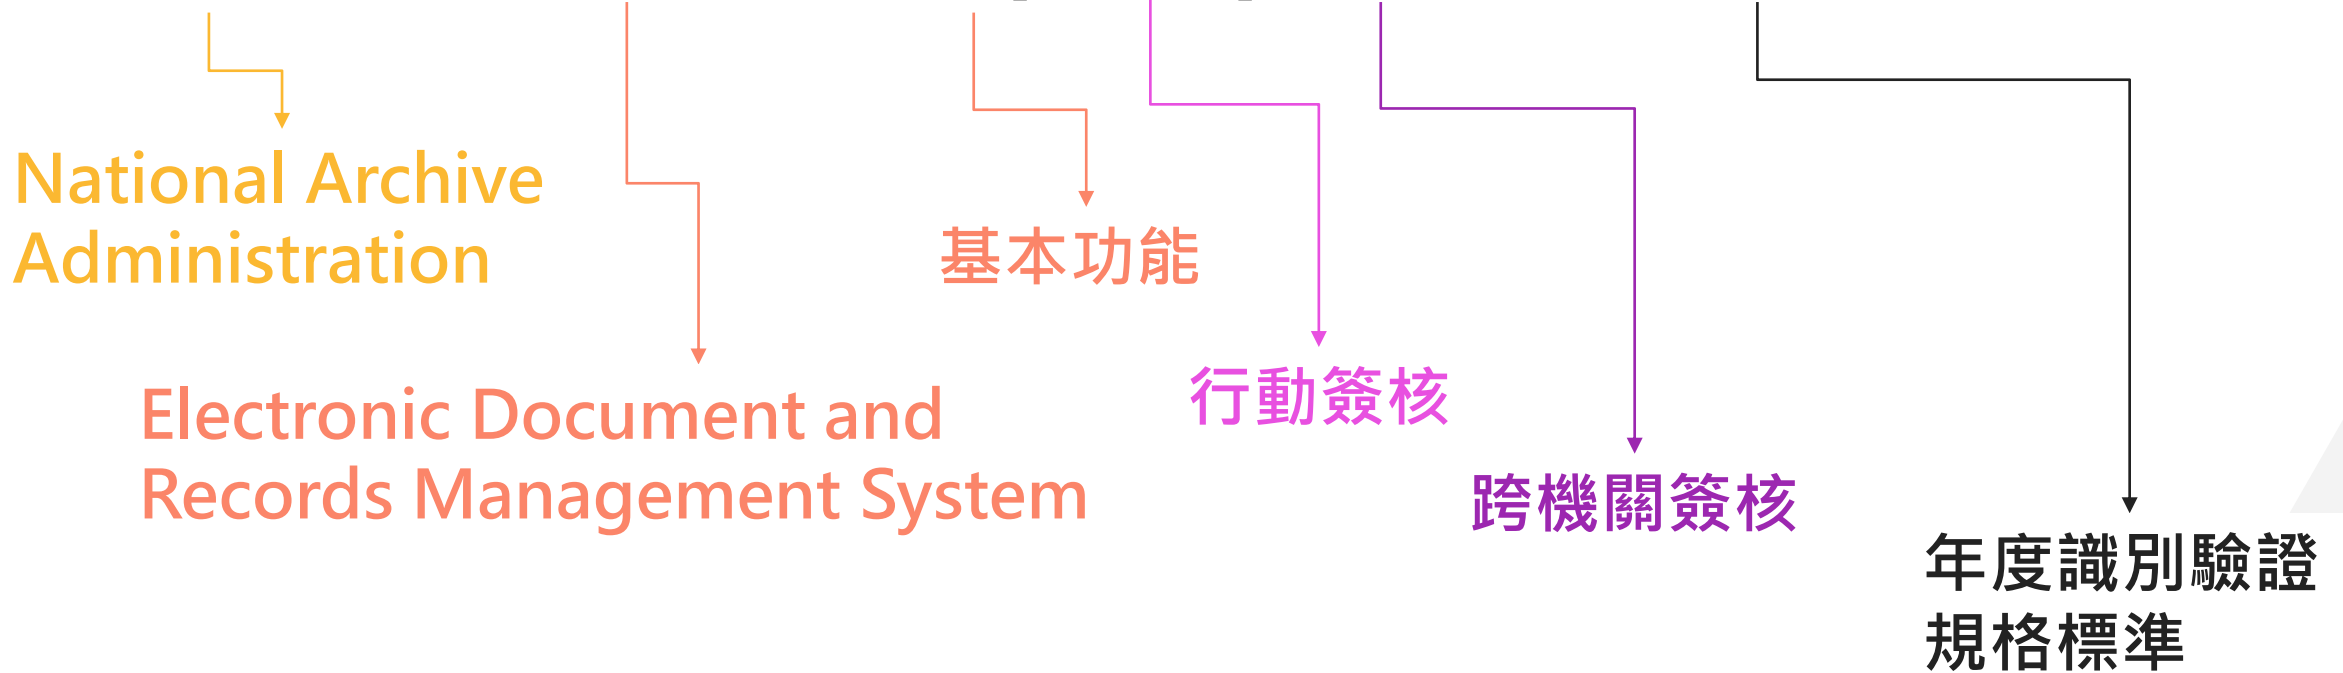 National Archive
Administration
基本功能
行動簽核
Electronic Document and
Records Management System
跨機關簽核
年度識別驗證
規格標準